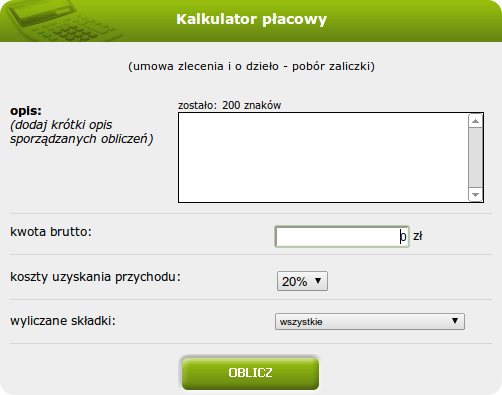 Kalkulator płacowy
(umowa zlecenia i o dzieło - pobór zaliczki)
zostało: 200 znaków
opis:
(dodaj krótki opis
sporządzanych obliczeń)
kwota brutto: 0 zł
koszty uzyskania przychodu: 20%
wyliczane składki: wszystkie
OBLICZ